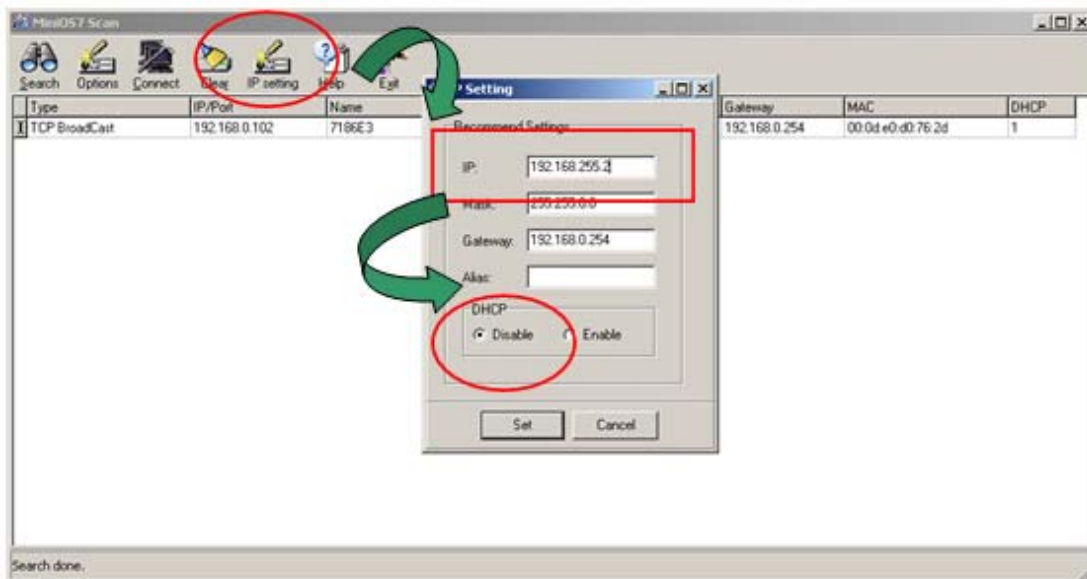 MiniOS7 Scan
Search Options Connect Clear IP setting Help Exit
Type IP/Port Name Gateway MAC DHCP
TCP BroadCast 192.168.0.102 7186E3 192.168.0.254 00:0d:e0:d0:76:2d 1
Setting
Recommend Settings
IP: 192.168.255.2
Mask: 255.255.0.0
Gateway: 192.168.0.254
Alias:
DHCP
Disable Enable
Set Cancel
Search done.